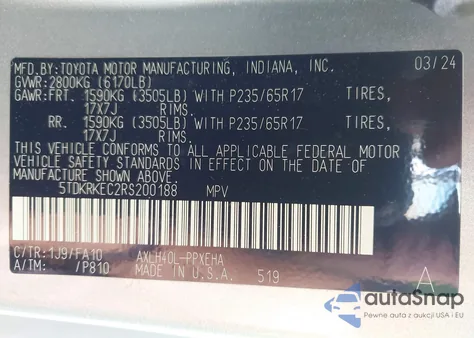 MFD.BY:TOYOTA MOTOR MANUFACTURING, INDIANA, INC. 03/24
GVWR: 2800KG (6170LB)
GAWR:FRT. 1590KG (3505LB) WITH P235/65R17 TIRES,
17X7J RIMS.
RR. 1590KG (3505LB) WITH P235/65R17 TIRES,
17X7J RIMS.
THIS VEHICLE CONFORMS TO ALL APPLICABLE FEDERAL MOTOR
VEHICLE SAFETY STANDARDS IN EFFECT ON THE DATE OF
MANUFACTURE SHOWN ABOVE.
5TDKRKEC2RS200188 MPV
C/TR:1J9/FA10 AXLH40L-PPXEHA
A/TM: /P810 MADE IN U.S.A. 519 A
autoSnap
Pewne auta z aukcji USA i EU